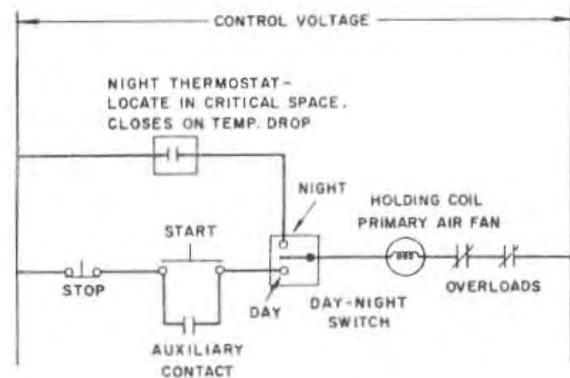 CONTROL VOLTAGE
NIGHT THERMOSTAT-
LOCATE IN CRITICAL SPACE.
CLOSES ON TEMP. DROP
NIGHT
HOLDING COIL
PRIMARY AIR FAN
START
STOP
DAY
DAY-NIGHT
SWITCH
OVERLOADS
AUXILIARY
CONTACT